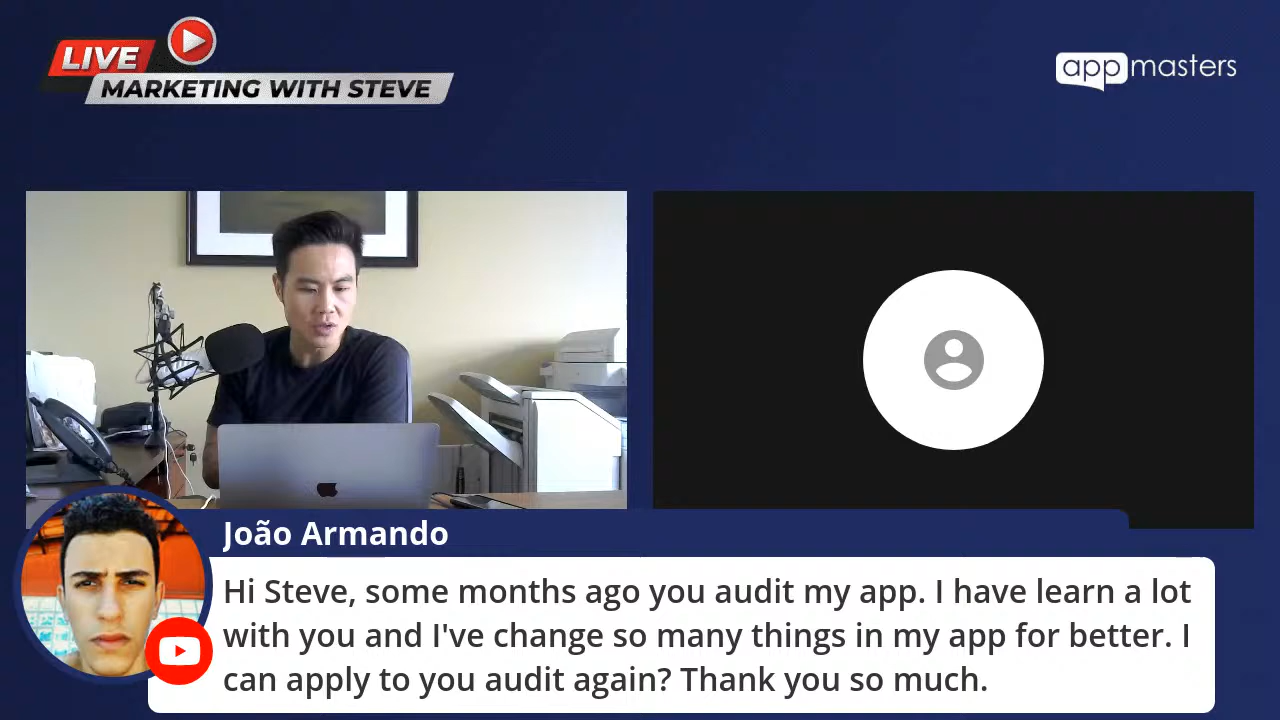 LIVE
MARKETING WITH STEVE
app masters
João Armando
Hi Steve, some months ago you audit my app. I have learn a lot
with you and I've change so many things in my app for better. I
can apply to you audit again? Thank you so much.